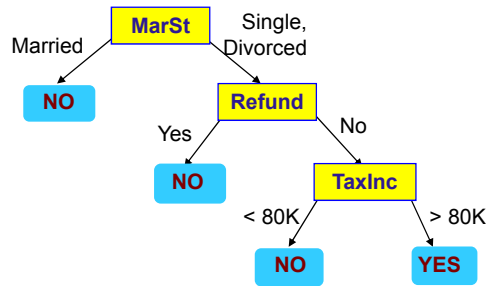 MarSt
Married
Single,
Divorced
NO
Refund
Yes
No
NO
TaxInc
< 80K
> 80K
NO
YES